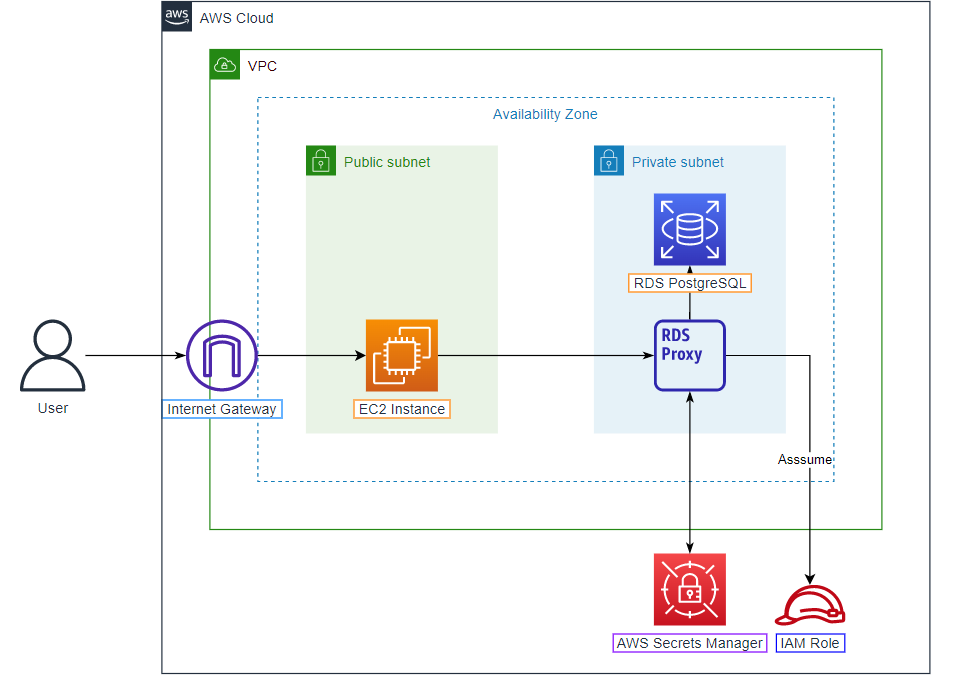 aws
AWS Cloud
VPC
Availability Zone
Public subnet
Private subnet
RDS PostgreSQL
RDS
Proxy
User
Internet Gateway
EC2 Instance
Asssume
AWS Secrets Manager
IAM Role